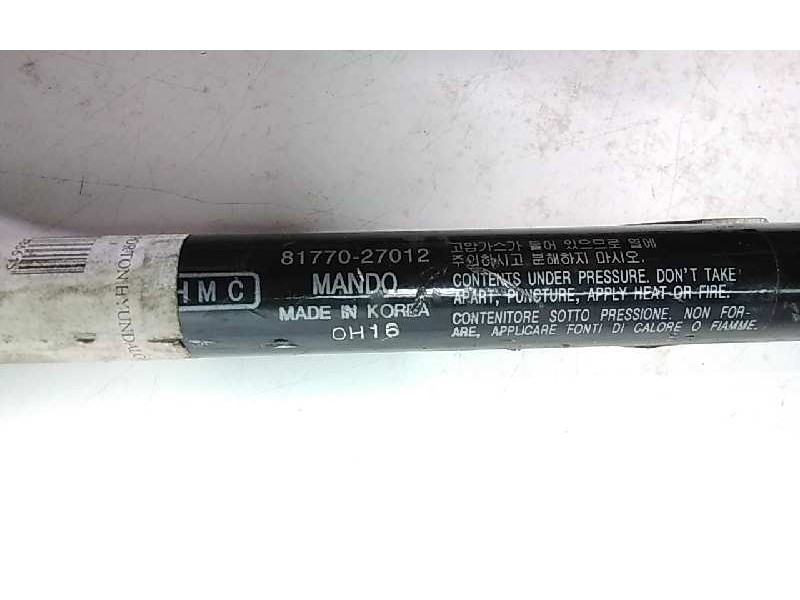 HMC
81770-27012
MANDO
MADE IN KOREA
0H16
고압가스가 들어 있으므로 열에
주의하시고 분해하지 마시오.
CONTENTS UNDER PRESSURE. DON'T TAKE
APART, PUNCTURE, APPLY HEAT OR FIRE.
CONTENITORE SOTTO PRESSIONE. NON FOR-
ARE, APPLICARE FONTI DI CALORE O FIAMME.